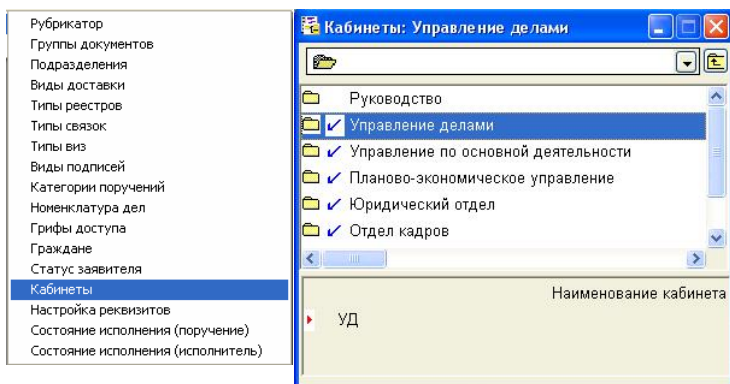 Рубрикатор
Группы документов
Подразделения
Виды доставки
Типы реестров
Типы связок
Типы виз
Виды подписей
Категории поручений
Номенклатура дел
Грифы доступа
Граждане
Статус заявителя
Кабинеты
Настройка реквизитов
Состояние исполнения (поручение)
Состояние исполнения (исполнитель)
Кабинеты: Управление делами
Руководство
Управление делами
Управление по основной деятельности
Планово-экономическое управление
Юридический отдел
Отдел кадров
Наименование кабинета
УД